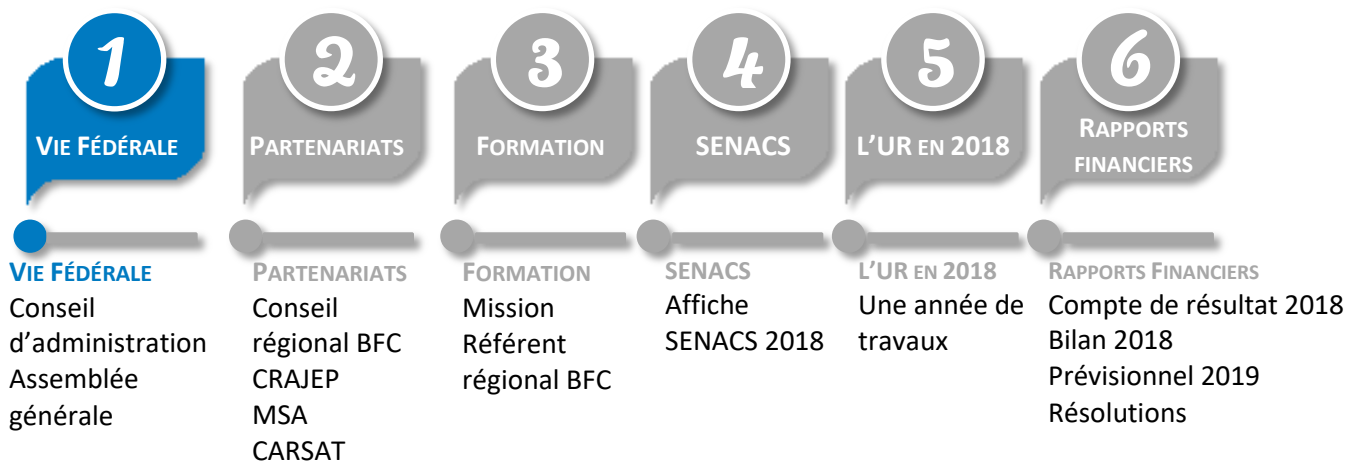 1
VIE FÉDÉRALE
2
PARTENARIATS
3
FORMATION
4
SENACS
5
L'UR EN 2018
6
RAPPORTS
FINANCIERS
VIE FÉDÉRALE
Conseil
d'administration
Assemblée
générale
PARTENARIATS
Conseil
régional BFC
CRAJEP
MSA
CARSAT
FORMATION
Mission
Référent
régional BFC
SENACS
Affiche
SENACS 2018
L'UR EN 2018
Une année de
travaux
RAPPORTS FINANCIERS
Compte de résultat 2018
Bilan 2018
Prévisionnel 2019
Résolutions